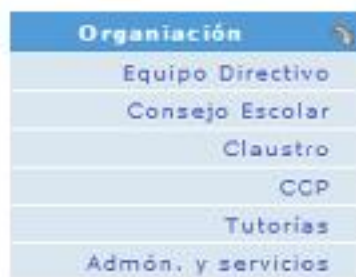 Organiación
Equipo Directivo
Consejo Escolar
Claustro
CCP
Tutorías
Admón. y servicios